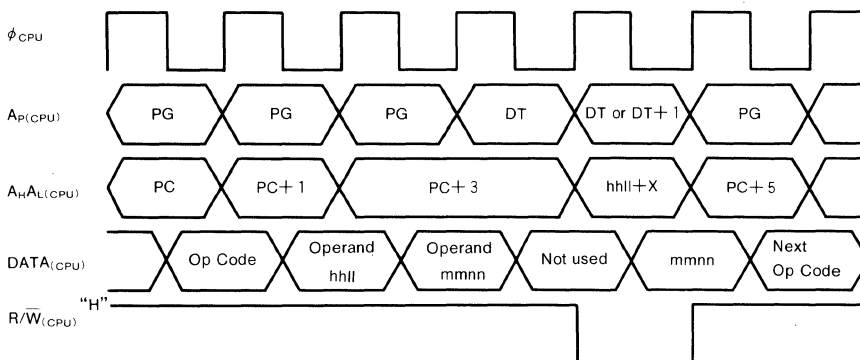 φCPU
AP(CPU) PG PG PG DT DT or DT+1 PG
AHAL(CPU) PC PC+1 PC+3 hhll+X PC+5
DATA(CPU) Op Code Operand hhll Operand mmnn Not used mmnn Next Op Code
"H"
R/W̅(CPU)